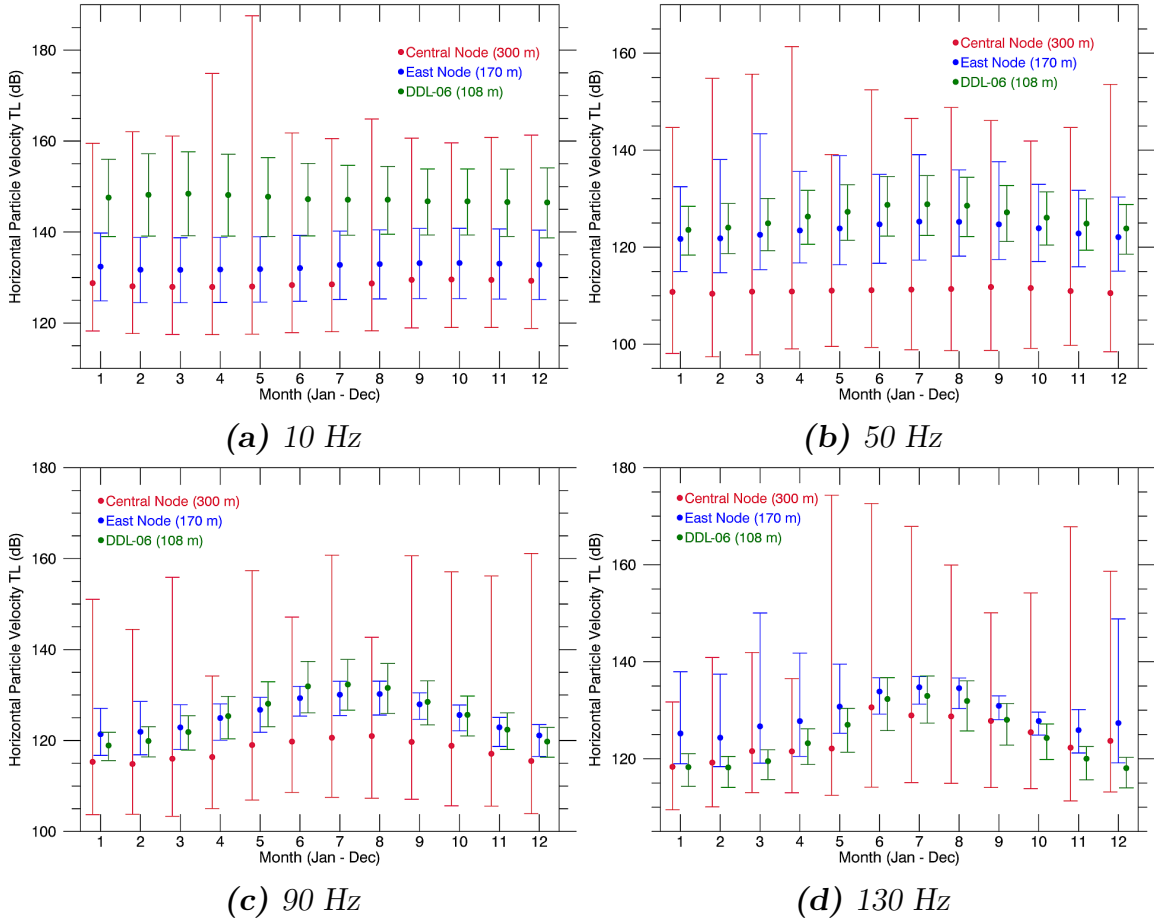 180
160
140
120
Horizontal Particle Velocity TL (dB)
Central Node (300 m)
East Node (170 m)
DDL-06 (108 m)
1 2 3 4 5 6 7 8 9 10 11 12
Month (Jan - Dec)
(a) 10 Hz
160
140
120
100
Horizontal Particle Velocity TL (dB)
Central Node (300 m)
East Node (170 m)
DDL-06 (108 m)
1 2 3 4 5 6 7 8 9 10 11 12
Month (Jan - Dec)
(b) 50 Hz
180
160
140
120
100
Horizontal Particle Velocity TL (dB)
Central Node (300 m)
East Node (170 m)
DDL-06 (108 m)
1 2 3 4 5 6 7 8 9 10 11 12
Month (Jan - Dec)
(c) 90 Hz
180
160
140
120
Horizontal Particle Velocity TL (dB)
Central Node (300 m)
East Node (170 m)
DDL-06 (108 m)
1 2 3 4 5 6 7 8 9 10 11 12
Month (Jan - Dec)
(d) 130 Hz